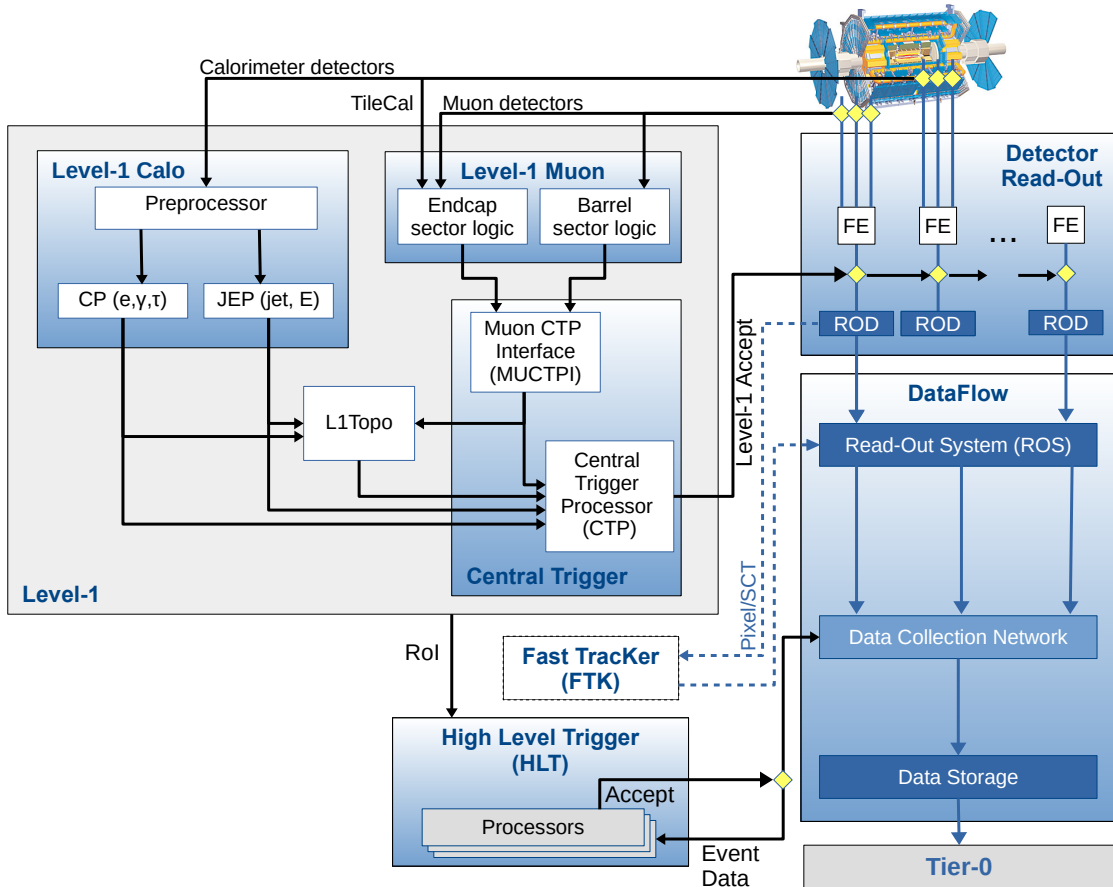 Calorimeter detectors
TileCal
Muon detectors
Level-1 Calo
Preprocessor
CP (e,γ,τ)
JEP (jet, E)
Level-1 Muon
Endcap
sector logic
Barrel
sector logic
Muon CTP
Interface
(MUCTPI)
L1Topo
Central
Trigger
Processor
(CTP)
Central Trigger
Level-1
Level-1 Accept
Detector
Read-Out
FE
FE
...
FE
ROD
ROD
ROD
DataFlow
Read-Out System (ROS)
Data Collection Network
Data Storage
Tier-0
Pixel/SCT
RoI
Fast TracKer
(FTK)
High Level Trigger
(HLT)
Accept
Processors
Event
Data